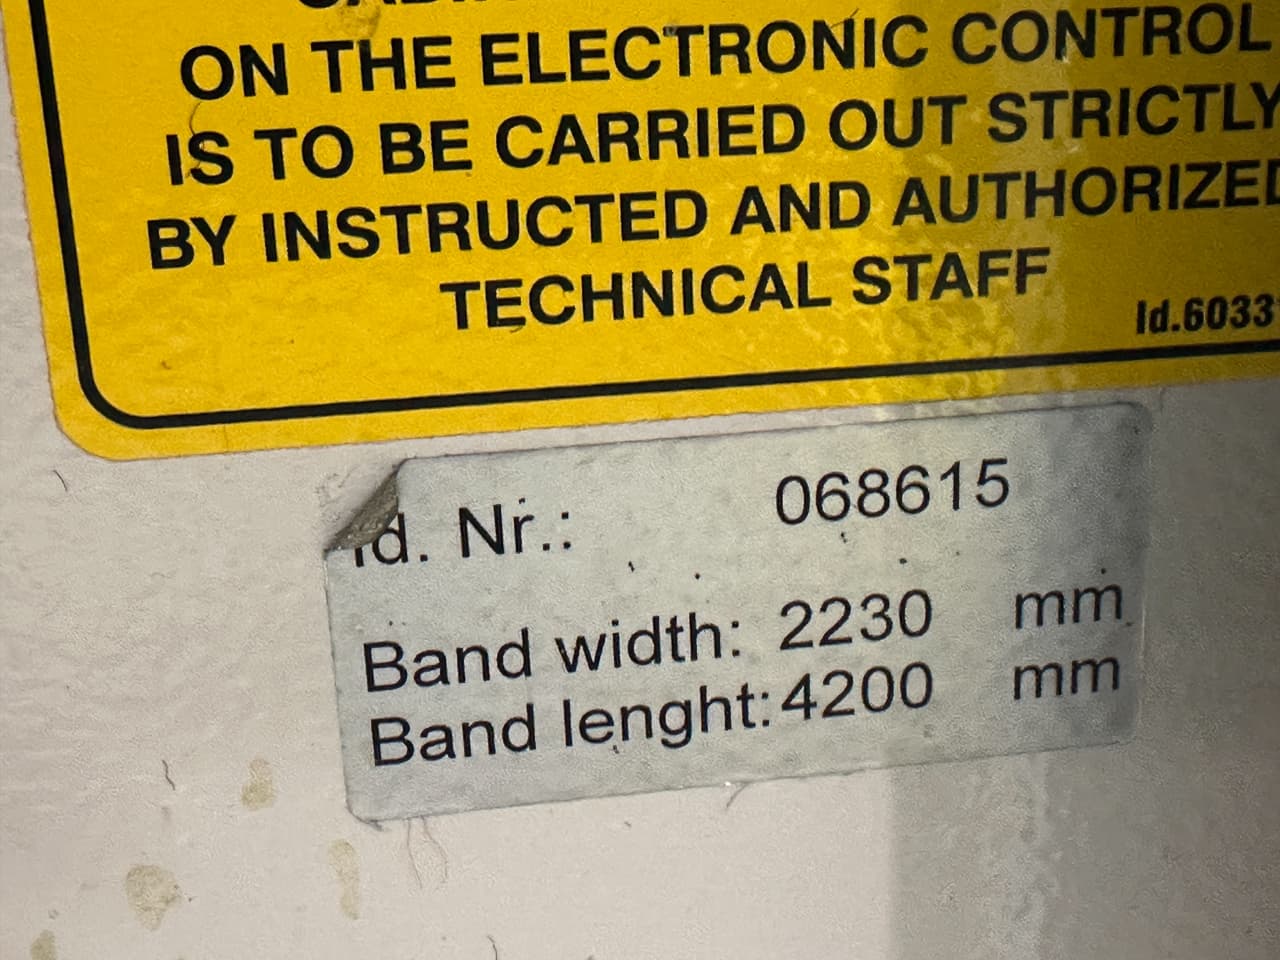 ON THE ELECTRONIC CONTROL
IS TO BE CARRIED OUT STRICTLY
BY INSTRUCTED AND AUTHORIZED
TECHNICAL STAFF
Id.6033
Id. Nr.: 068615
Band width: 2230 mm
Band lenght: 4200 mm